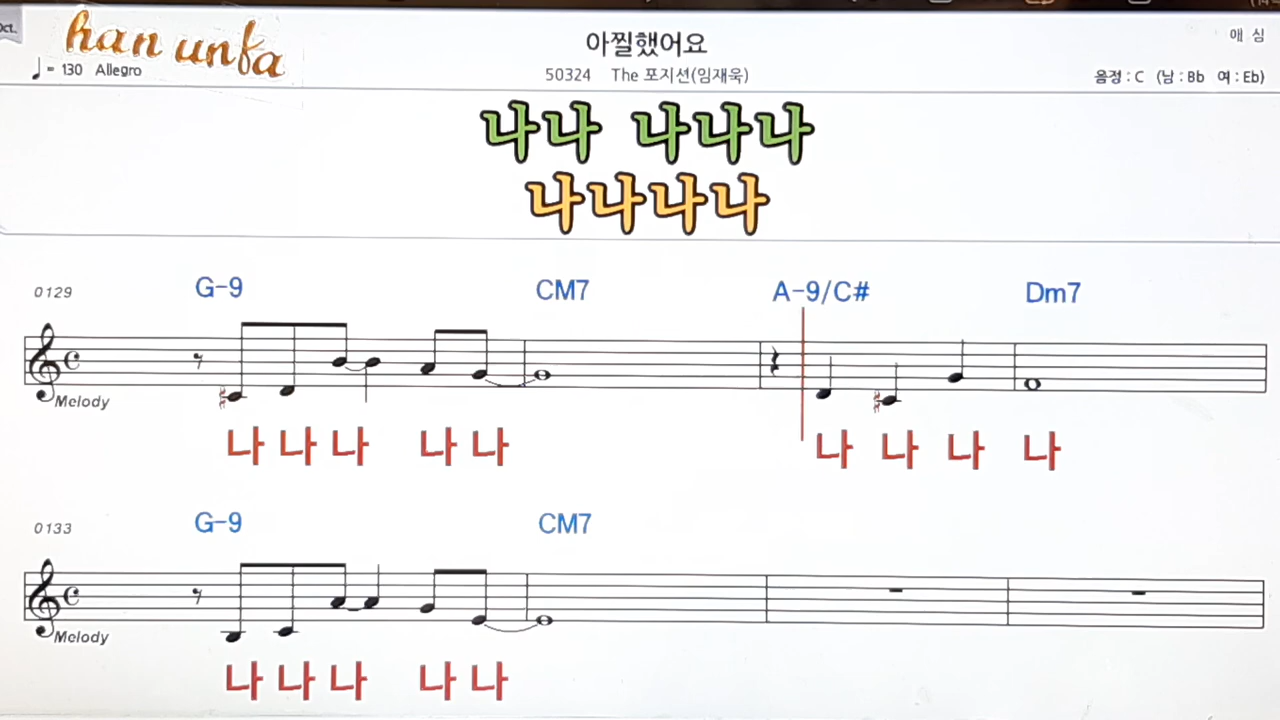 Oct.
han unfa
아찔했어요
애 심
♩= 130 Allegro
50324 The 포지션(임재욱)
음정 : C (남 : Bb 여 : Eb)
나나 나나나
나나나나
0129 G-9 CM7 A-9/C# Dm7
Melody
나 나 나 나 나 나 나 나 나
0133 G-9 CM7
Melody
나 나 나 나 나